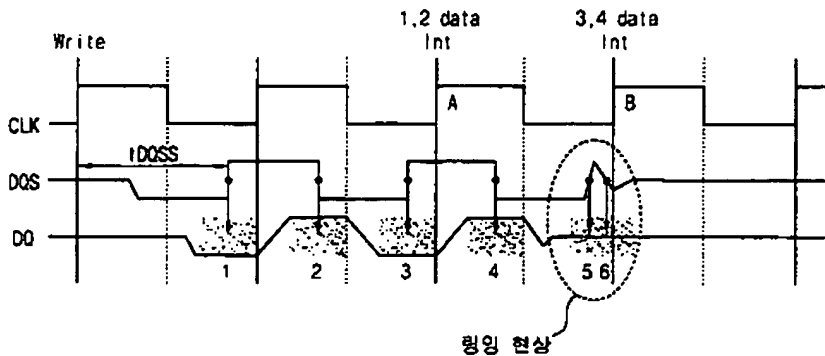 1,2 data
3,4 data
Write
Int
Int
A
B
CLK
tDQSS
DQS
DQ
1
2
3
4
5 6
링잉 현상